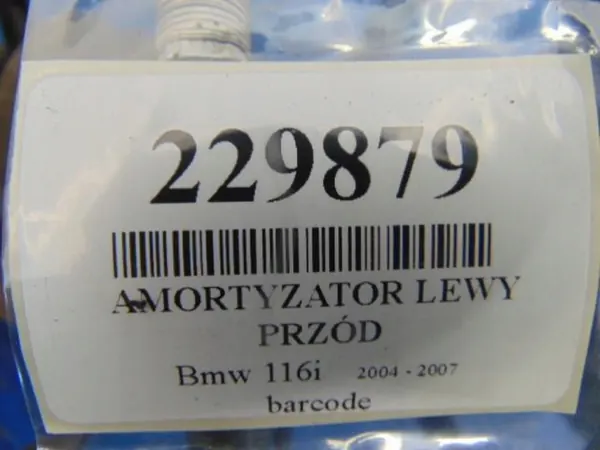 229879
AMORTYZATOR LEWY
PRZÓD
Bmw 116i 2004 - 2007
barcode